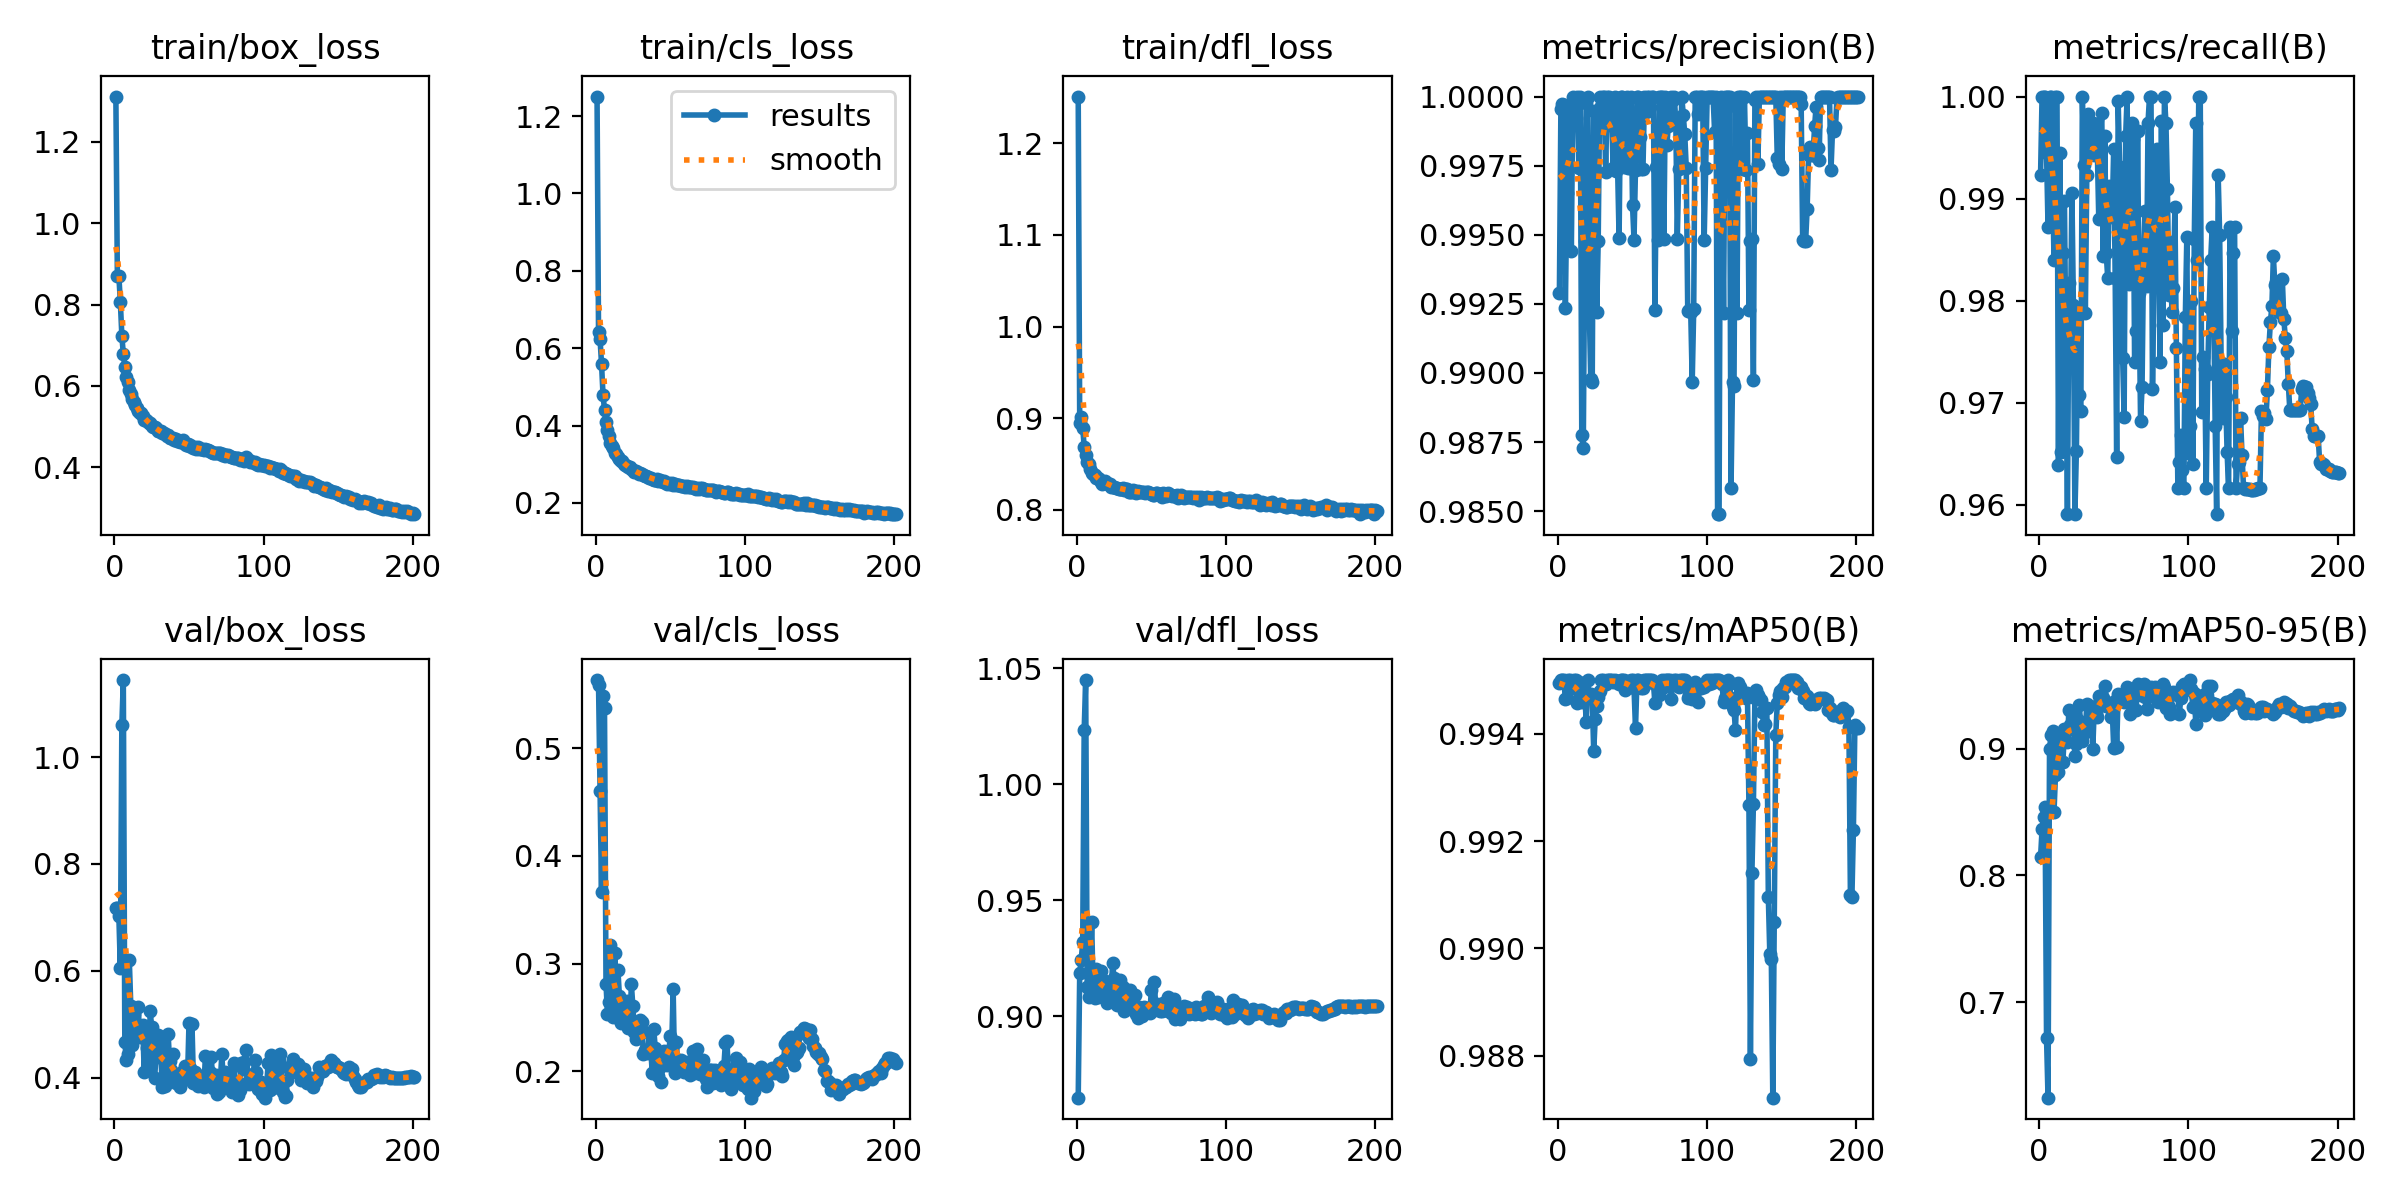 train/box_loss
1.2
1.0
0.8
0.6
0.4
0 100 200
train/cls_loss
results
smooth
1.2
1.0
0.8
0.6
0.4
0.2
0 100 200
train/dfl_loss
1.2
1.1
1.0
0.9
0.8
0 100 200
metrics/precision(B)
1.0000
0.9975
0.9950
0.9925
0.9900
0.9875
0.9850
0 100 200
metrics/recall(B)
1.00
0.99
0.98
0.97
0.96
0 100 200
val/box_loss
1.0
0.8
0.6
0.4
0 100 200
val/cls_loss
0.5
0.4
0.3
0.2
0 100 200
val/dfl_loss
1.05
1.00
0.95
0.90
0 100 200
metrics/mAP50(B)
0.994
0.992
0.990
0.988
0 100 200
metrics/mAP50-95(B)
0.9
0.8
0.7
0 100 200